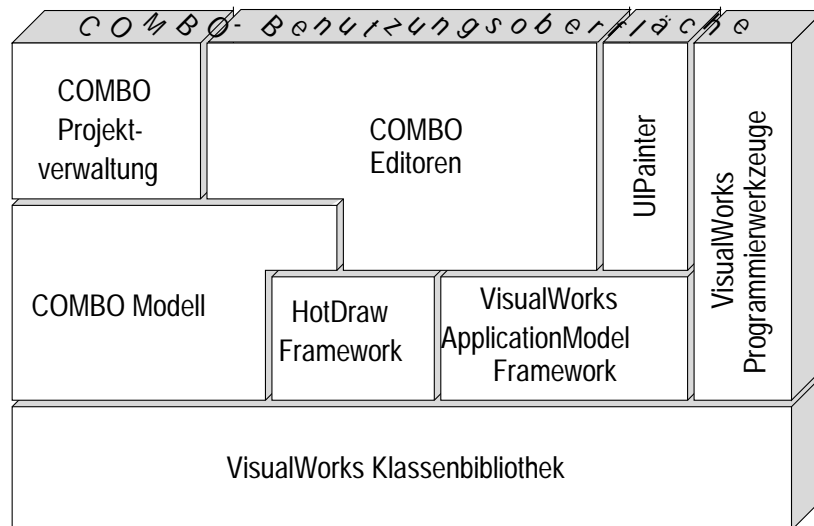 COMBO-Benutzungsoberfläche
COMBO
Projekt-
verwaltung
COMBO
Editoren
UIPainter
VisualWorks
Programmierwerkzeuge
COMBO Modell
HotDraw
Framework
VisualWorks
ApplicationModel
Framework
VisualWorks Klassenbibliothek